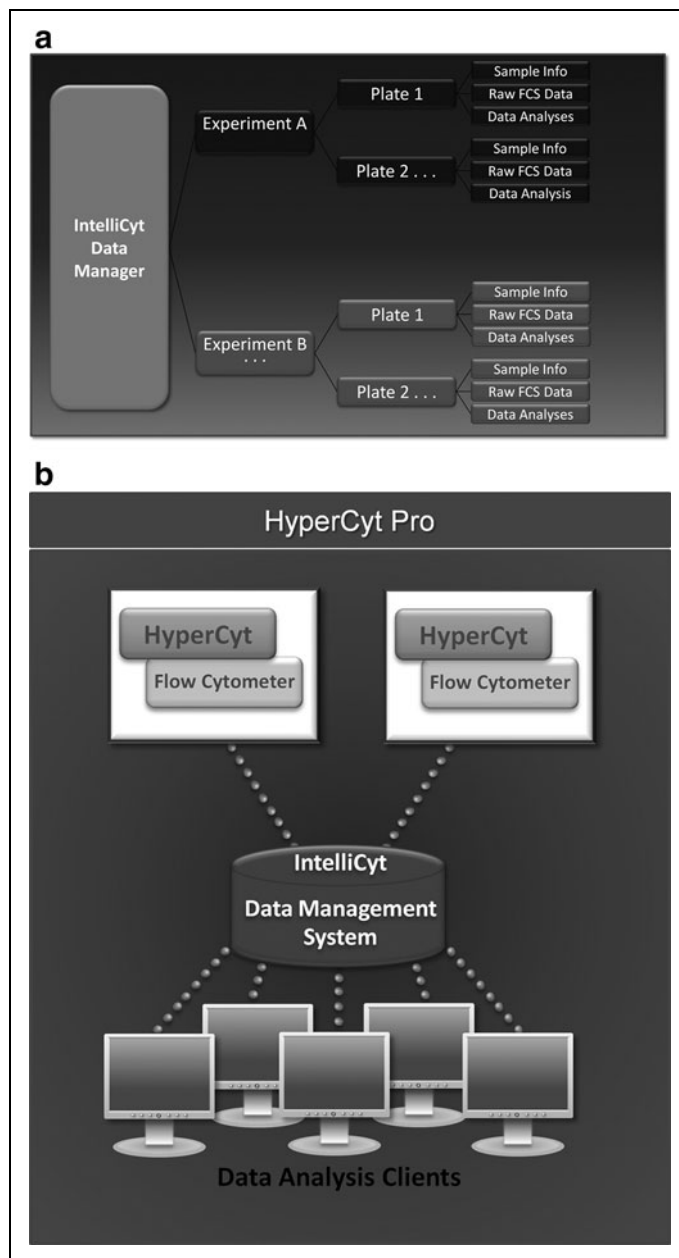 a
IntelliCyt
Data
Manager
Experiment A
Plate 1
Sample Info
Raw FCS Data
Data Analyses
Plate 2 . . .
Sample Info
Raw FCS Data
Data Analysis
Experiment B
. . .
Plate 1
Sample Info
Raw FCS Data
Data Analyses
Plate 2 . . .
Sample Info
Raw FCS Data
Data Analyses
b
HyperCyt Pro
HyperCyt
Flow Cytometer
HyperCyt
Flow Cytometer
IntelliCyt
Data Management
System
Data Analysis Clients